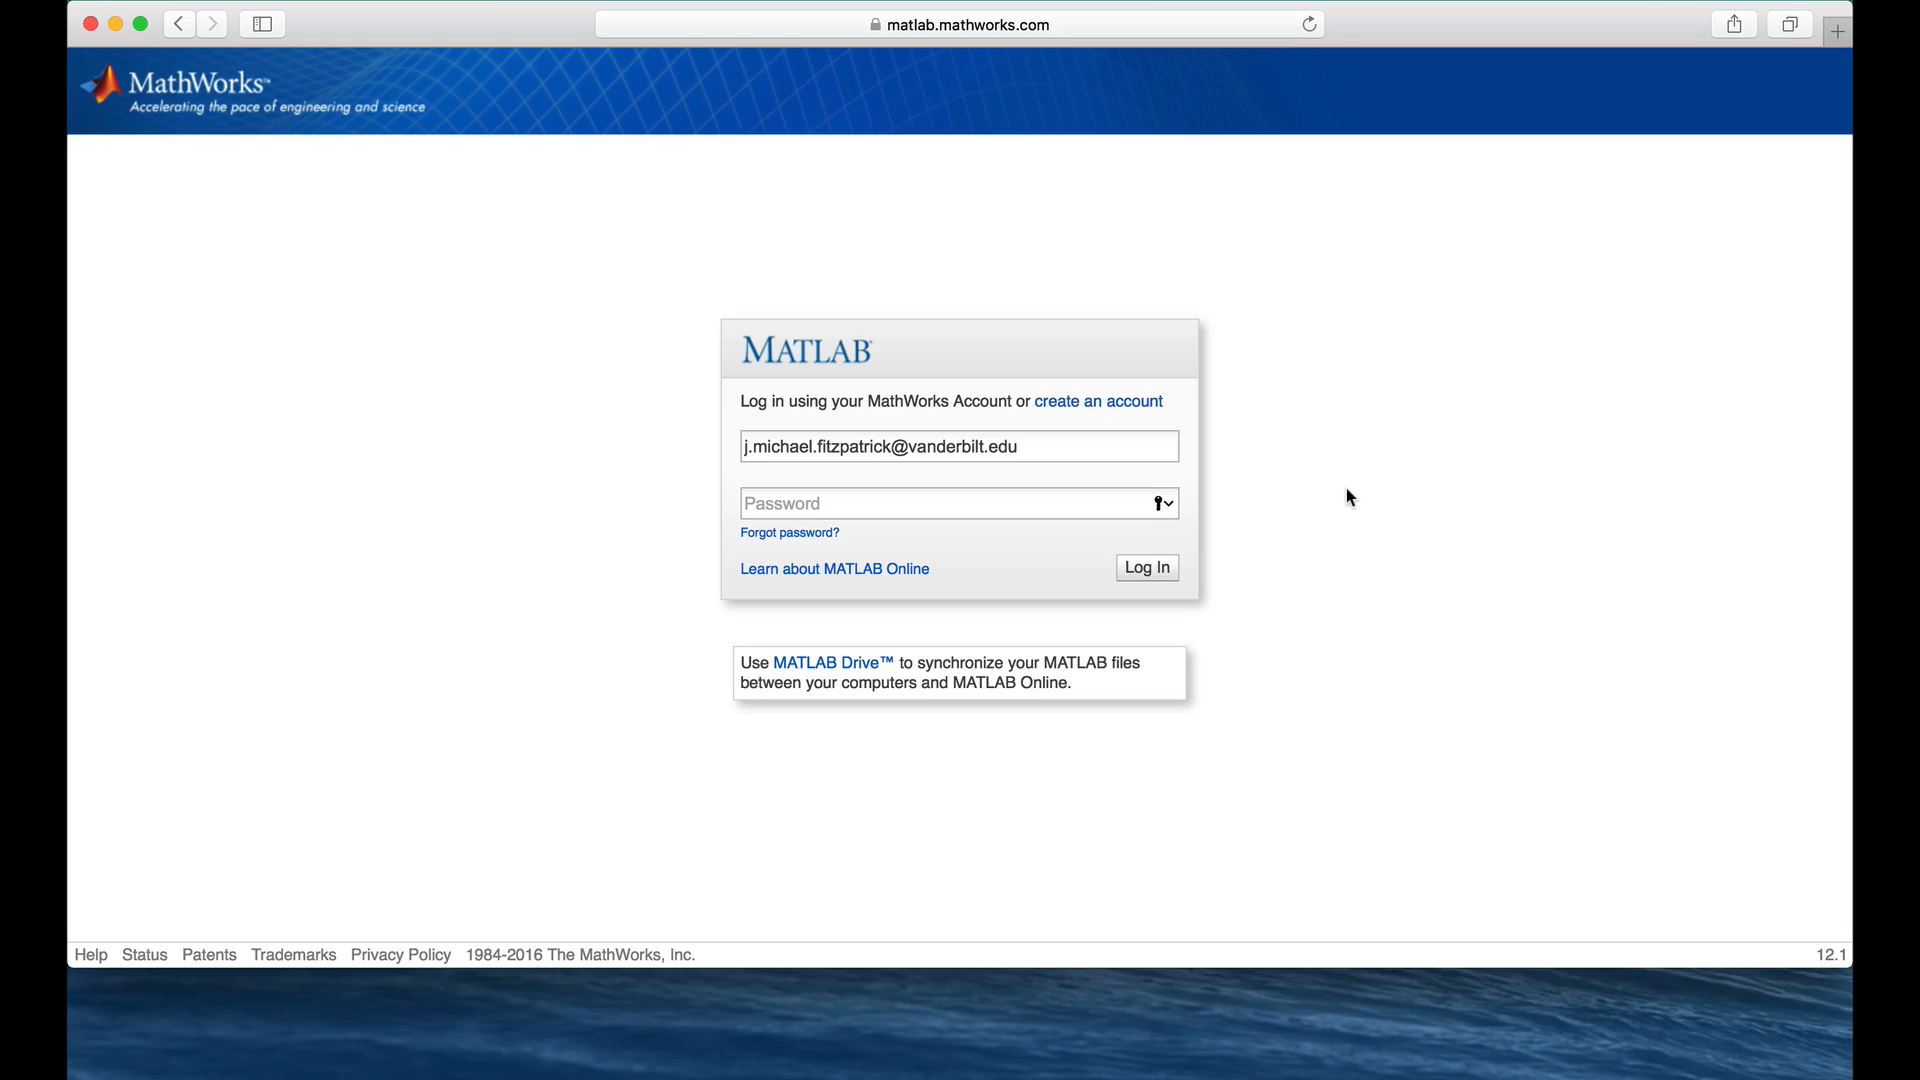 matlab.mathworks.com
MathWorks™
Accelerating the pace of engineering and science
MATLAB®
Log in using your MathWorks Account or create an account
j.michael.fitzpatrick@vanderbilt.edu
Password
Forgot password?
Learn about MATLAB Online
Log In
Use MATLAB Drive™ to synchronize your MATLAB files
between your computers and MATLAB Online.
Help Status Patents Trademarks Privacy Policy 1984-2016 The MathWorks, Inc.
12.1